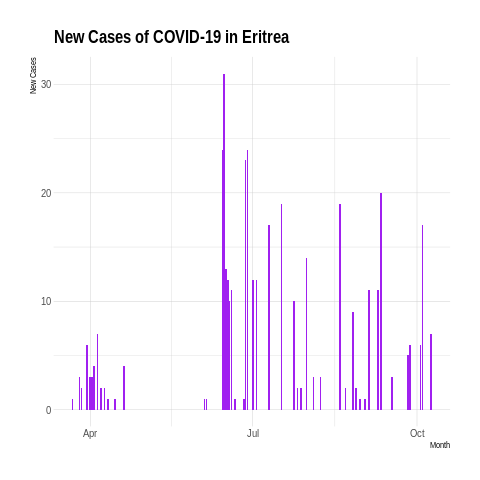 New Cases of COVID-19 in Eritrea
New Cases
30
20
10
0
Apr
Jul
Oct
Month